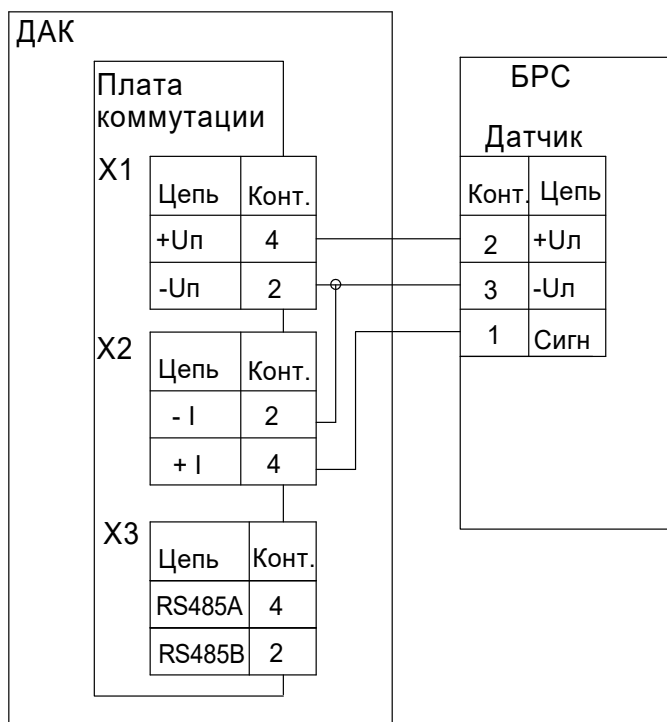 ДАК
Плата
коммутации
X1
Цепь Конт.
+Uп 4
-Uп 2
X2
Цепь Конт.
- I 2
+ I 4
X3
Цепь Конт.
RS485A 4
RS485B 2
БРС
Датчик
Конт. Цепь
2 +Uл
3 -Uл
1 Сигн